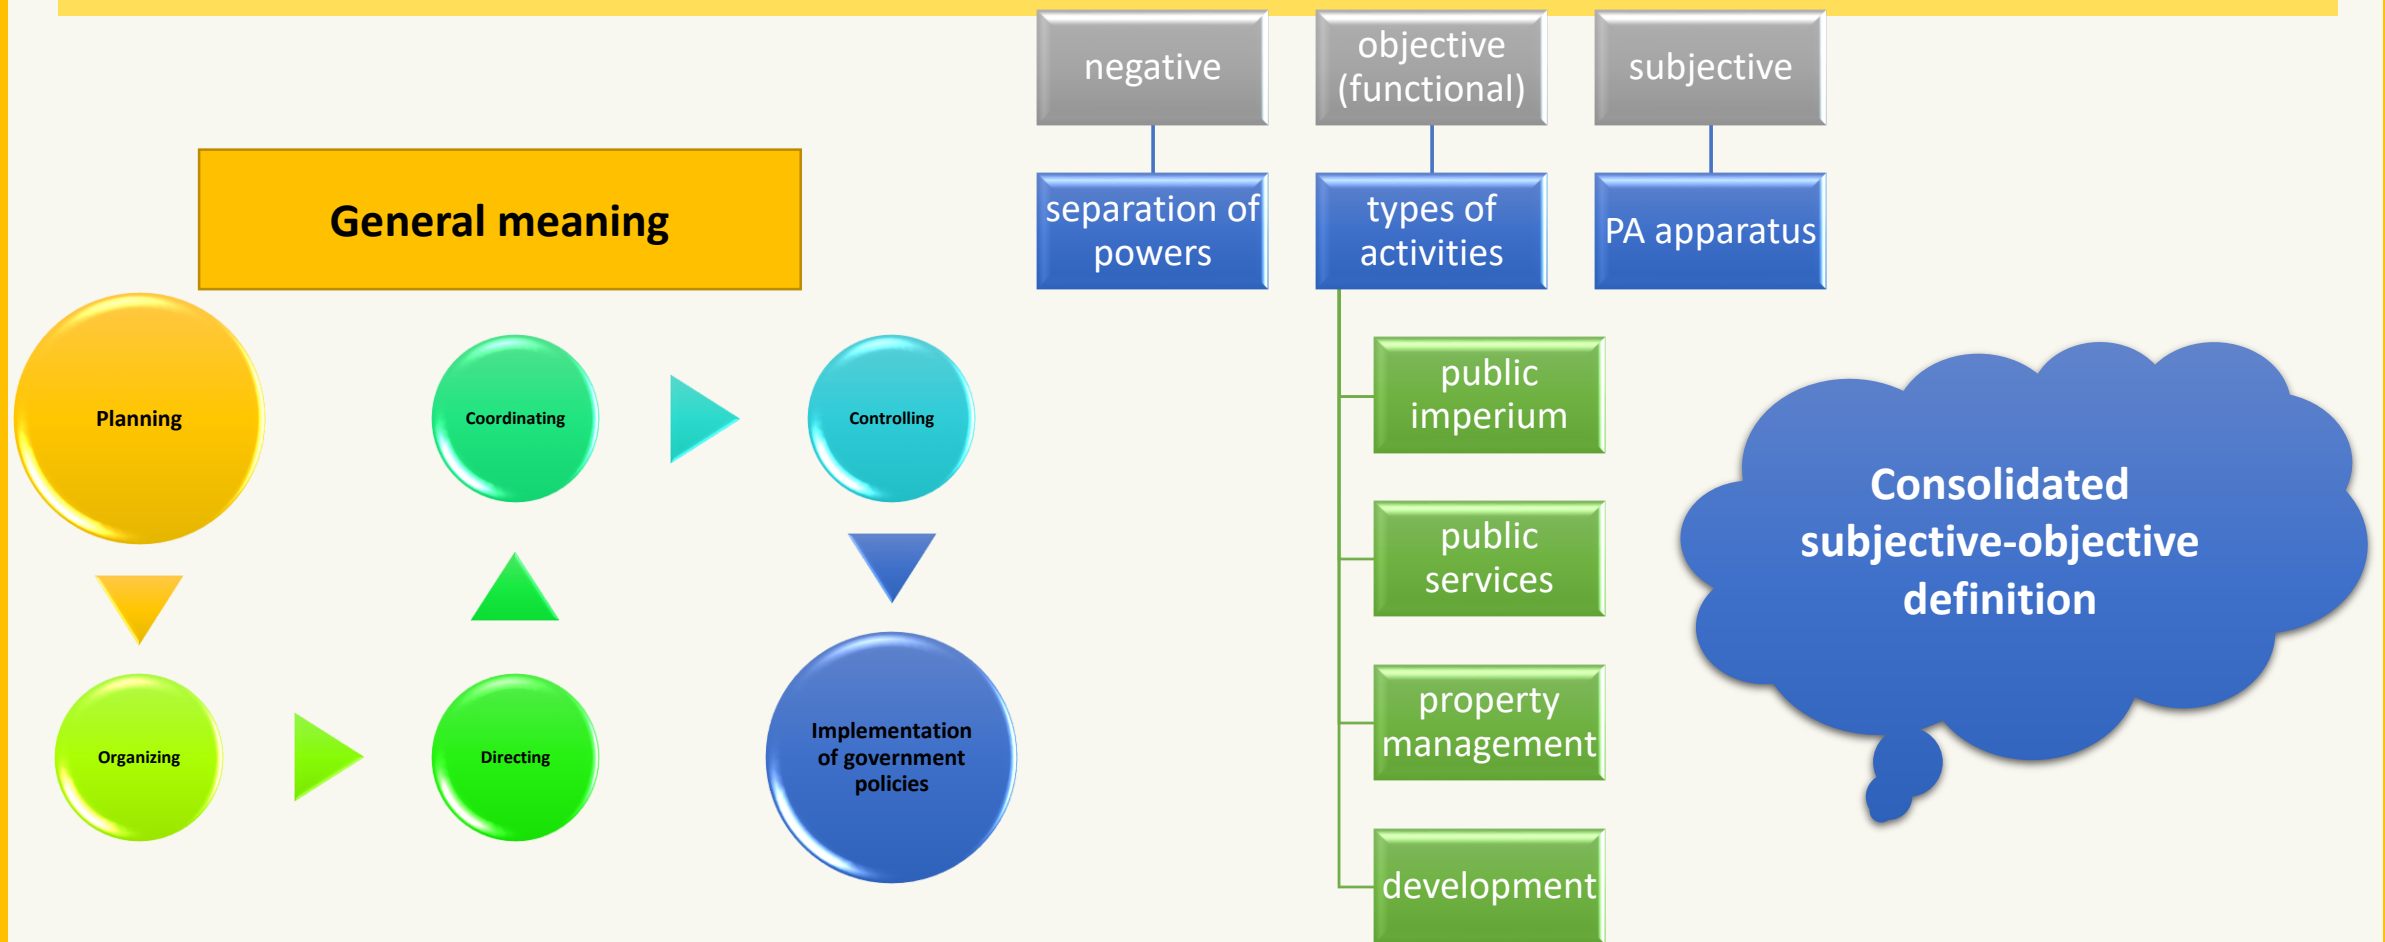 General meaning
Planning
Organizing
Directing
Coordinating
Controlling
Implementation
of government
policies
negative
separation of
powers
objective
(functional)
types of
activities
public
imperium
public
services
property
management
development
subjective
PA apparatus
Consolidated
subjective-objective
definition